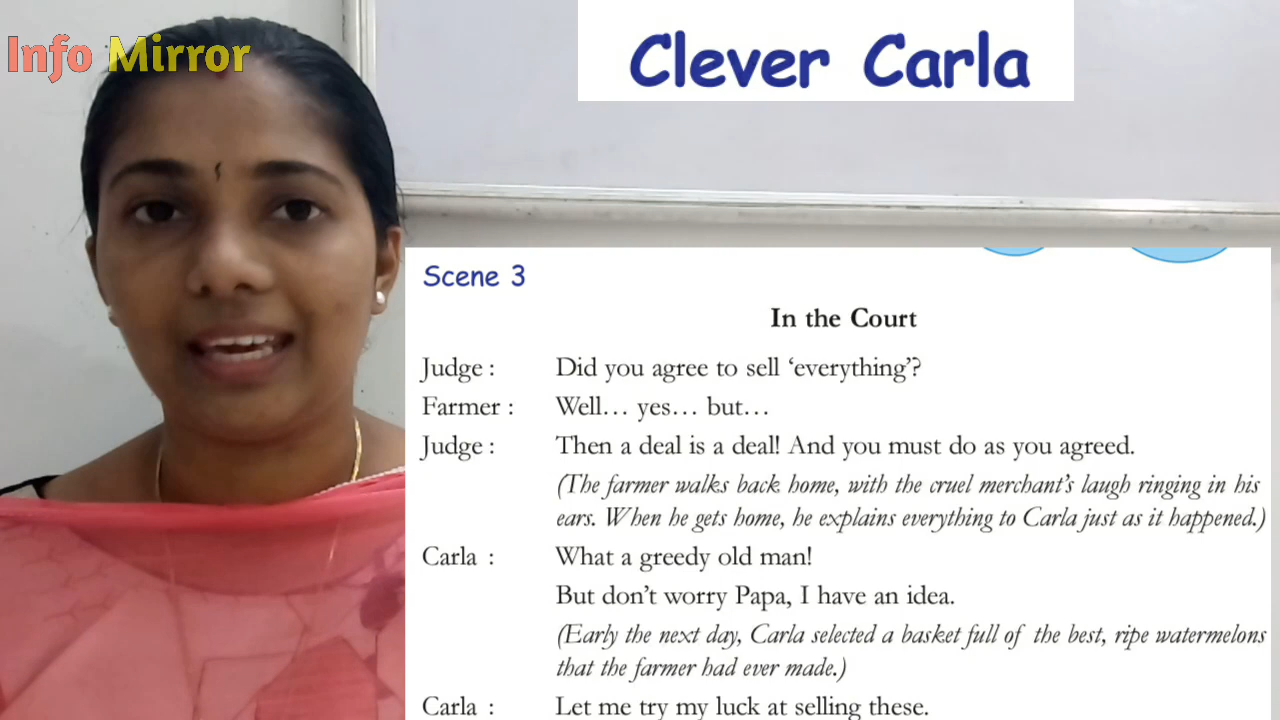 Info Mirror
Clever Carla
Scene 3
In the Court
Judge : Did you agree to sell ‘everything’?
Farmer : Well… yes… but…
Judge : Then a deal is a deal! And you must do as you agreed.
(The farmer walks back home, with the cruel merchant’s laugh ringing in his
ears. When he gets home, he explains everything to Carla just as it happened.)
Carla : What a greedy old man!
But don’t worry Papa, I have an idea.
(Early the next day, Carla selected a basket full of the best, ripe watermelons
that the farmer had ever made.)
Carla : Let me try my luck at selling these.